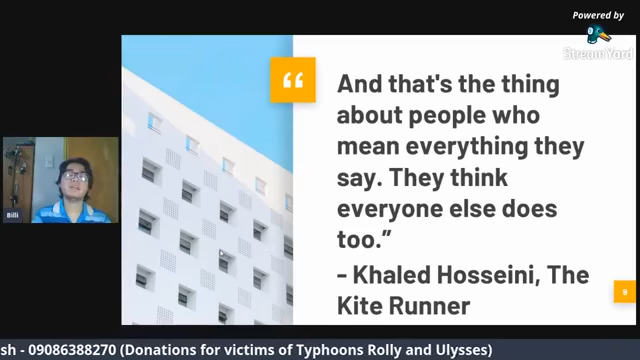 Powered by
StreamYard
“
And that's the thing
about people who
mean everything they
say. They think
everyone else does
too.”
- Khaled Hosseini, The
Kite Runner
9
Billi
sh - 09086388270 (Donations for victims of Typhoons Rolly and Ulysses)